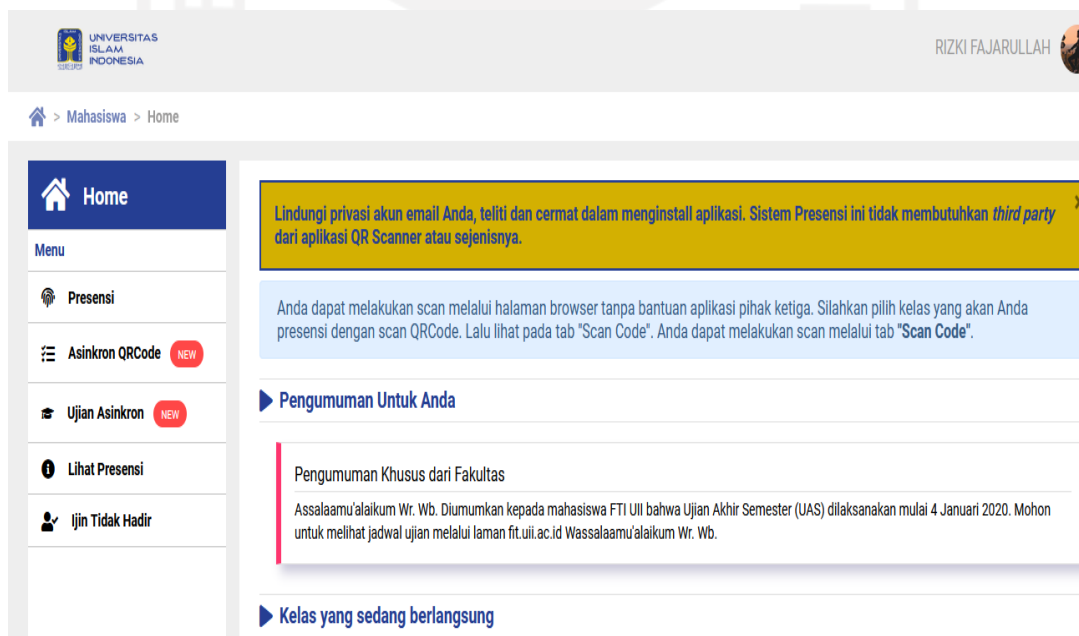 UNIVERSITAS
ISLAM
INDONESIA
RIZKI FAJARULLAH
> Mahasiswa > Home
Home
Menu
Presensi
Asinkron QRCode NEW
Ujian Asinkron NEW
Lihat Presensi
Ijin Tidak Hadir
Lindungi privasi akun email Anda, teliti dan cermat dalam menginstall aplikasi. Sistem Presensi ini tidak membutuhkan third party
dari aplikasi QR Scanner atau sejenisnya.
Anda dapat melakukan scan melalui halaman browser tanpa bantuan aplikasi pihak ketiga. Silahkan pilih kelas yang akan Anda
presensi dengan scan QRCode. Lalu lihat pada tab "Scan Code". Anda dapat melakukan scan melalui tab "Scan Code".
Pengumuman Untuk Anda
Pengumuman Khusus dari Fakultas
Assalaamu'alaikum Wr. Wb. Diumumkan kepada mahasiswa FTI UII bahwa Ujian Akhir Semester (UAS) dilaksanakan mulai 4 Januari 2020. Mohon
untuk melihat jadwal ujian melalui laman fit.uii.ac.id Wassalaamu'alaikum Wr. Wb.
Kelas yang sedang berlangsung